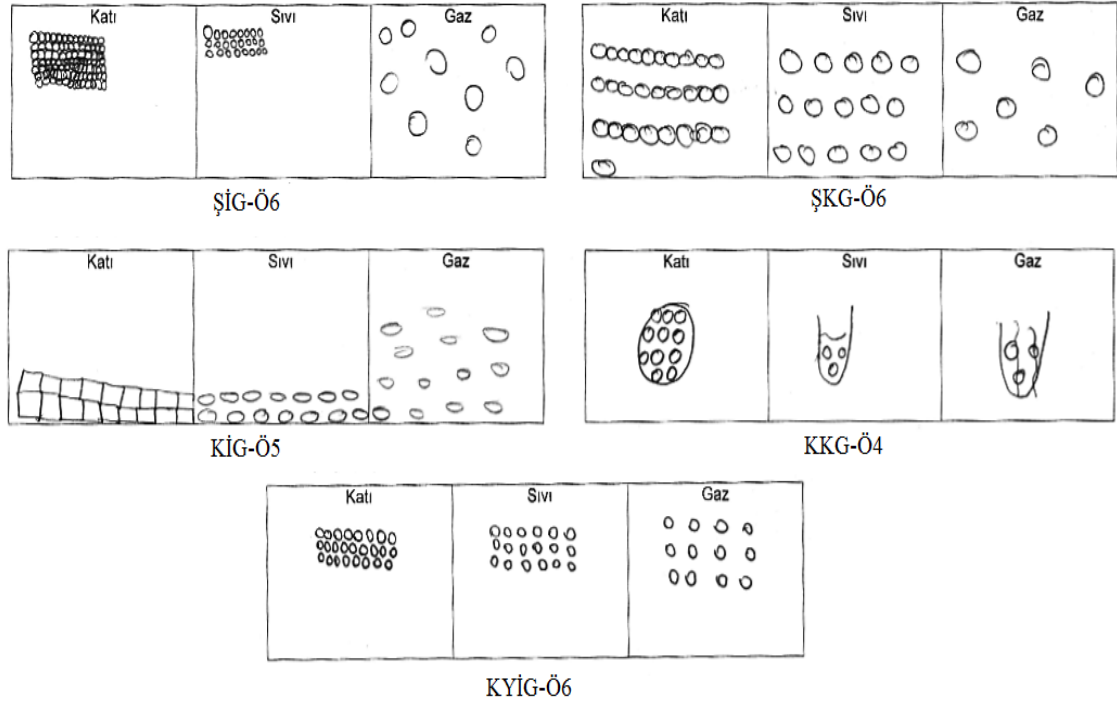 Katı Sıvı Gaz
ŞİG-Ö6
Katı Sıvı Gaz
ŞKG-Ö6
Katı Sıvı Gaz
KİG-Ö5
Katı Sıvı Gaz
KKG-Ö4
Katı Sıvı Gaz
KYİG-Ö6